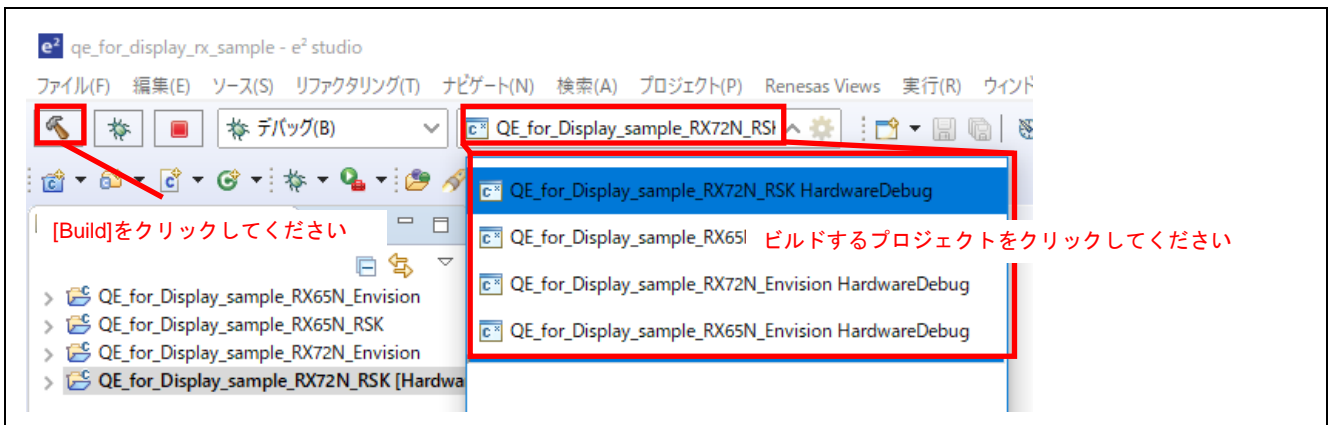 e² qe_for_display_rx_sample - e² studio
ファイル(F) 編集(E) ソース(S) リファクタリング(T) ナビゲート(N) 検索(A) プロジェクト(P) Renesas Views 実行(R) ウィンド
デバッグ(B) QE_for_Display_sample_RX72N_RSK
QE_for_Display_sample_RX72N_RSK HardwareDebug
[Build]をクリックしてください
QE_for_Display_sample_RX65 ビルドするプロジェクトをクリックしてください
QE_for_Display_sample_RX72N_Envision HardwareDebug
QE_for_Display_sample_RX65N_Envision HardwareDebug
QE_for_Display_sample_RX65N_Envision
QE_for_Display_sample_RX65N_RSK
QE_for_Display_sample_RX72N_Envision
QE_for_Display_sample_RX72N_RSK [Hardwa